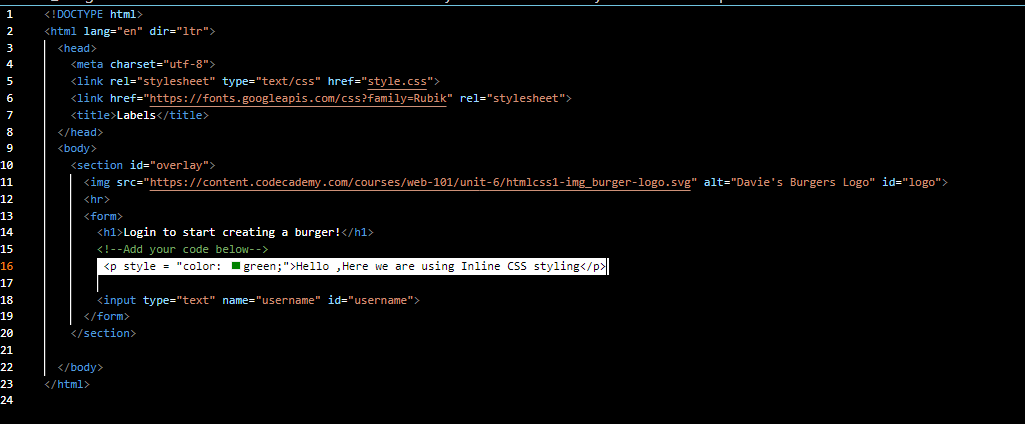 1 <!DOCTYPE html>
2 <html lang="en" dir="ltr">
3 <head>
4 <meta charset="utf-8">
5 <link rel="stylesheet" type="text/css" href="style.css">
6 <link href="https://fonts.googleapis.com/css?family=Rubik" rel="stylesheet">
7 <title>Labels</title>
8 </head>
9 <body>
10 <section id="overlay">
11 <img src="https://content.codecademy.com/courses/web-101/unit-6/htmlcss1-img_burger-logo.svg" alt="Davie's Burgers Logo" id="logo">
12 <hr>
13 <form>
14 <h1>Login to start creating a burger!</h1>
15 <!--Add your code below-->
16 <p style = "color: green;">Hello ,Here we are using Inline CSS styling</p>
17
18 <input type="text" name="username" id="username">
19 </form>
20 </section>
21
22 </body>
23 </html>
24